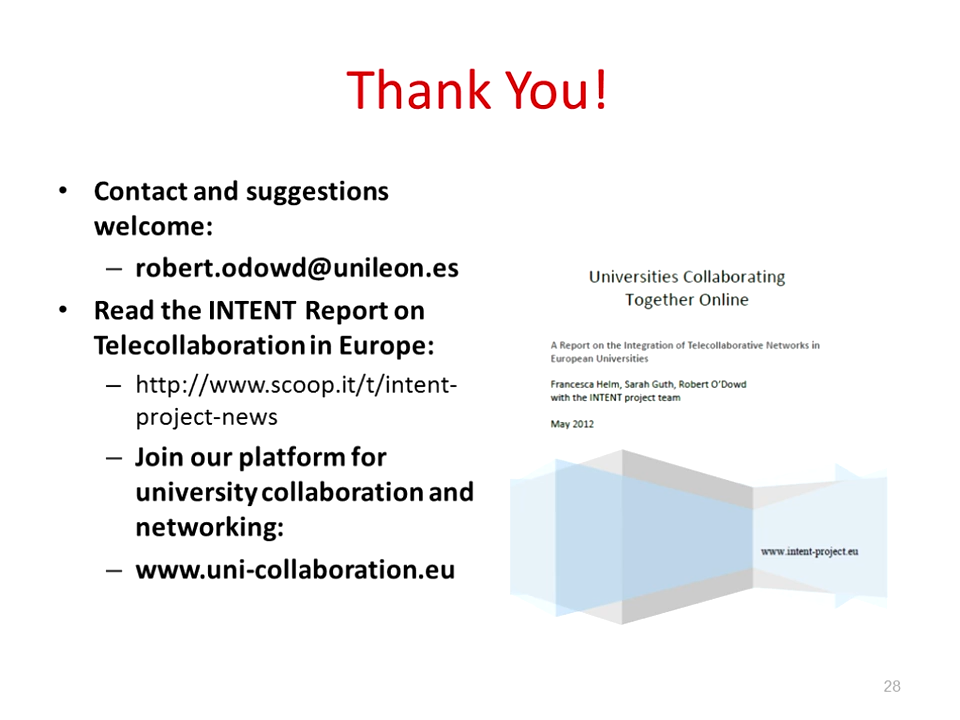 Thank You!
• Contact and suggestions
welcome:
– robert.odowd@unileon.es
• Read the INTENT Report on
Telecollaboration in Europe:
– http://www.scoop.it/t/intent-
project-news
– Join our platform for
university collaboration and
networking:
– www.uni-collaboration.eu
Universities Collaborating
Together Online
A Report on the Integration of Telecollaborative Networks in
European Universities
Francesca Helm, Sarah Guth, Robert O'Dowd
with the INTENT project team
May 2012
www.intent-project.eu
28